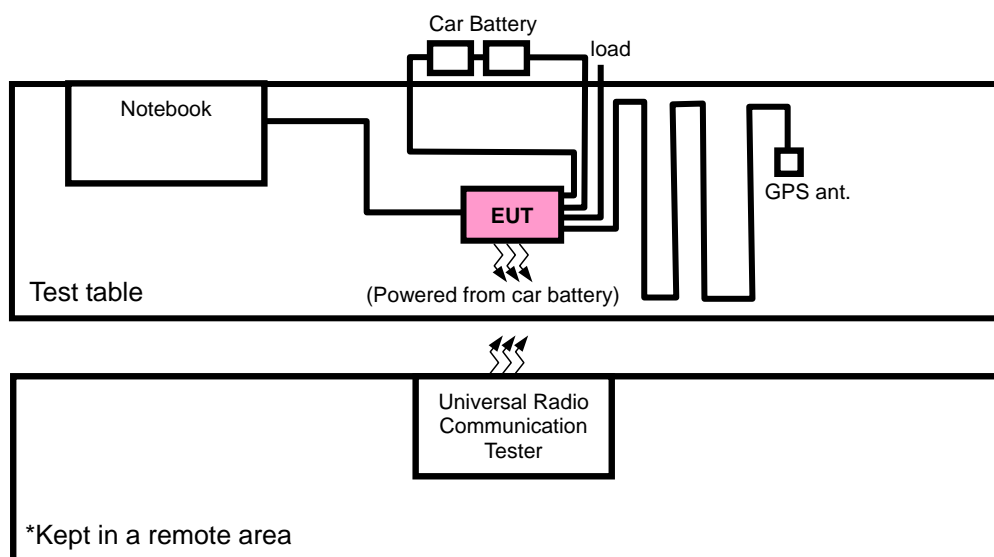 Car Battery
load
Notebook
GPS ant.
EUT
Test table
(Powered from car battery)
Universal Radio
Communication
Tester
*Kept in a remote area